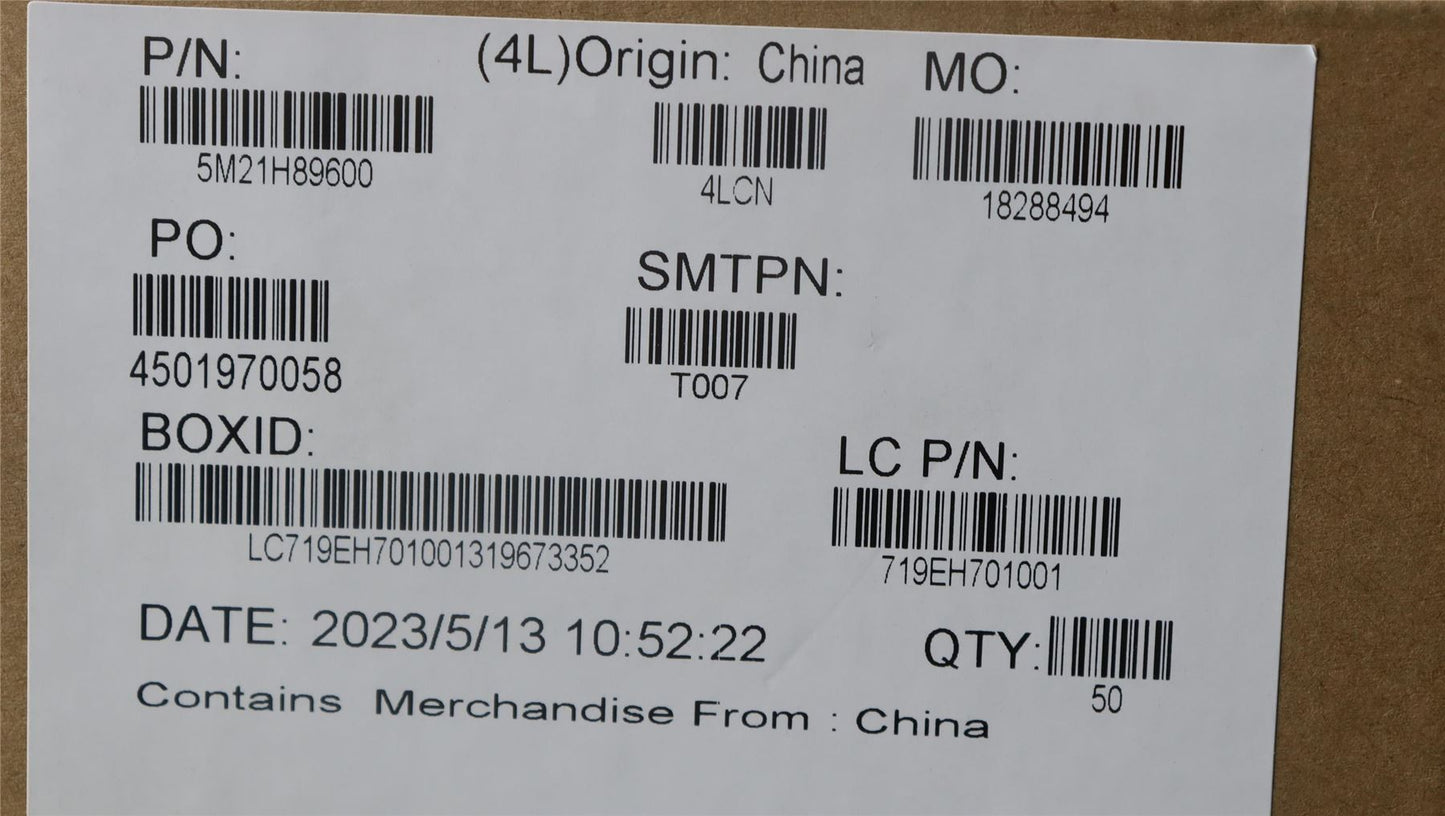 P/N: (4L)Origin: China MO:
5M21H89600 4LCN 18288494
PO: SMTPN:
4501970058 T007
BOXID: LC P/N:
LC719EH701001319673352 719EH701001
DATE: 2023/5/13 10:52:22 QTY:
50
Contains Merchandise From : China